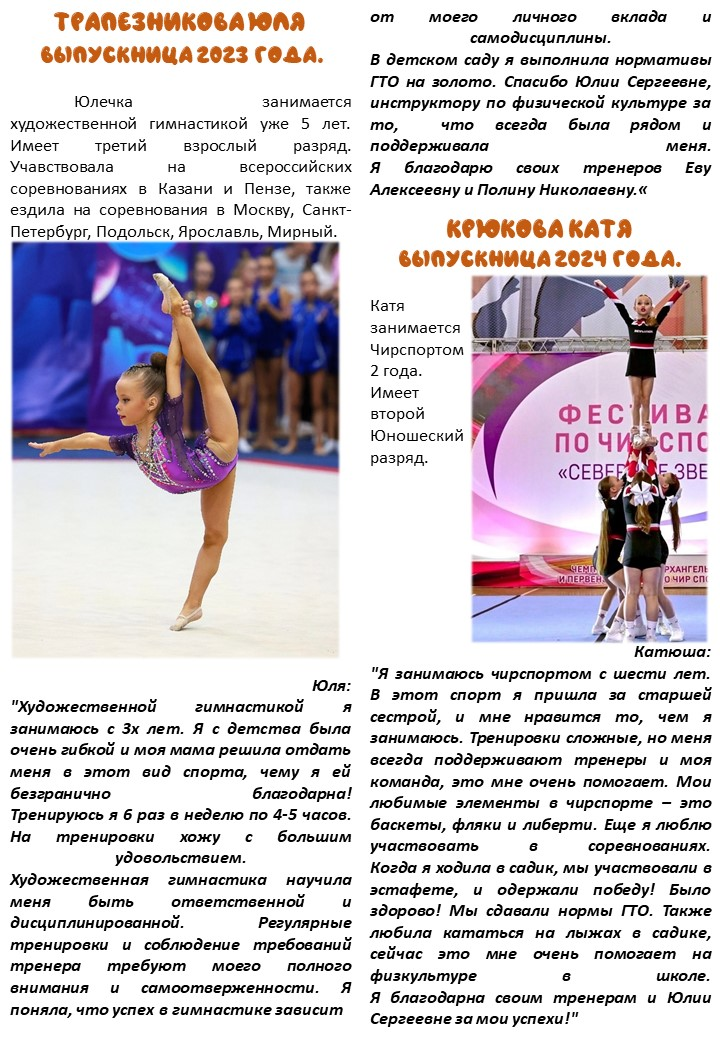 ТРАПЕЗНИКОВА ЮЛЯ
ВЫПУСКНИЦА 2023 ГОДА.
Юлечка занимается
художественной гимнастикой уже 5 лет.
Имеет третий взрослый разряд.
Учавствовала на всероссийских
соревнованиях в Казани и Пензе, также
ездила на соревнования в Москву, Санкт-
Петербург, Подольск, Ярославль, Мирный.
Юля:
"Художественной гимнастикой я
занимаюсь с 3х лет. Я с детства была
очень гибкой и моя мама решила отдать
меня в этот вид спорта, чему я ей
безгранично благодарна!
Тренируюсь я 6 раз в неделю по 4-5 часов.
На тренировки хожу с большим
удовольствием.
Художественная гимнастика научила
меня быть ответственной и
дисциплинированной. Регулярные
тренировки и соблюдение требований
тренера требуют моего полного
внимания и самоотверженности. Я
поняла, что успех в гимнастике зависит
от моего личного вклада и
самодисциплины.
В детском саду я выполнила нормативы
ГТО на золото. Спасибо Юлии Сергеевне,
инструктору по физической культуре за
то, что всегда была рядом и
поддерживала меня.
Я благодарю своих тренеров Еву
Алексеевну и Полину Николаевну.«
КРЮКОВА КАТЯ
ВЫПУСКНИЦА 2024 ГОДА.
Катя
занимается
Чирспортом
2 года.
Имеет
второй
Юношеский
разряд.
ФЕСТИВА
ПО ЧИР СПО
«СЕВЕР ЗВЕ
ЧЕМП РХАНГЕЛЬ
И ПЕРВЕН О ЧИР СПО
Катюша:
"Я занимаюсь чирспортом с шести лет.
В этот спорт я пришла за старшей
сестрой, и мне нравится то, чем я
занимаюсь. Тренировки сложные, но меня
всегда поддерживают тренеры и моя
команда, это мне очень помогает. Мои
любимые элементы в чирспорте – это
баскеты, фляки и либерти. Еще я люблю
участвовать в соревнованиях.
Когда я ходила в садик, мы участвовали в
эстафете, и одержали победу! Было
здорово! Мы сдавали нормы ГТО. Также
любила кататься на лыжах в садике,
сейчас это мне очень помогает на
физкультуре в школе.
Я благодарна своим тренерам и Юлии
Сергеевне за мои успехи!"